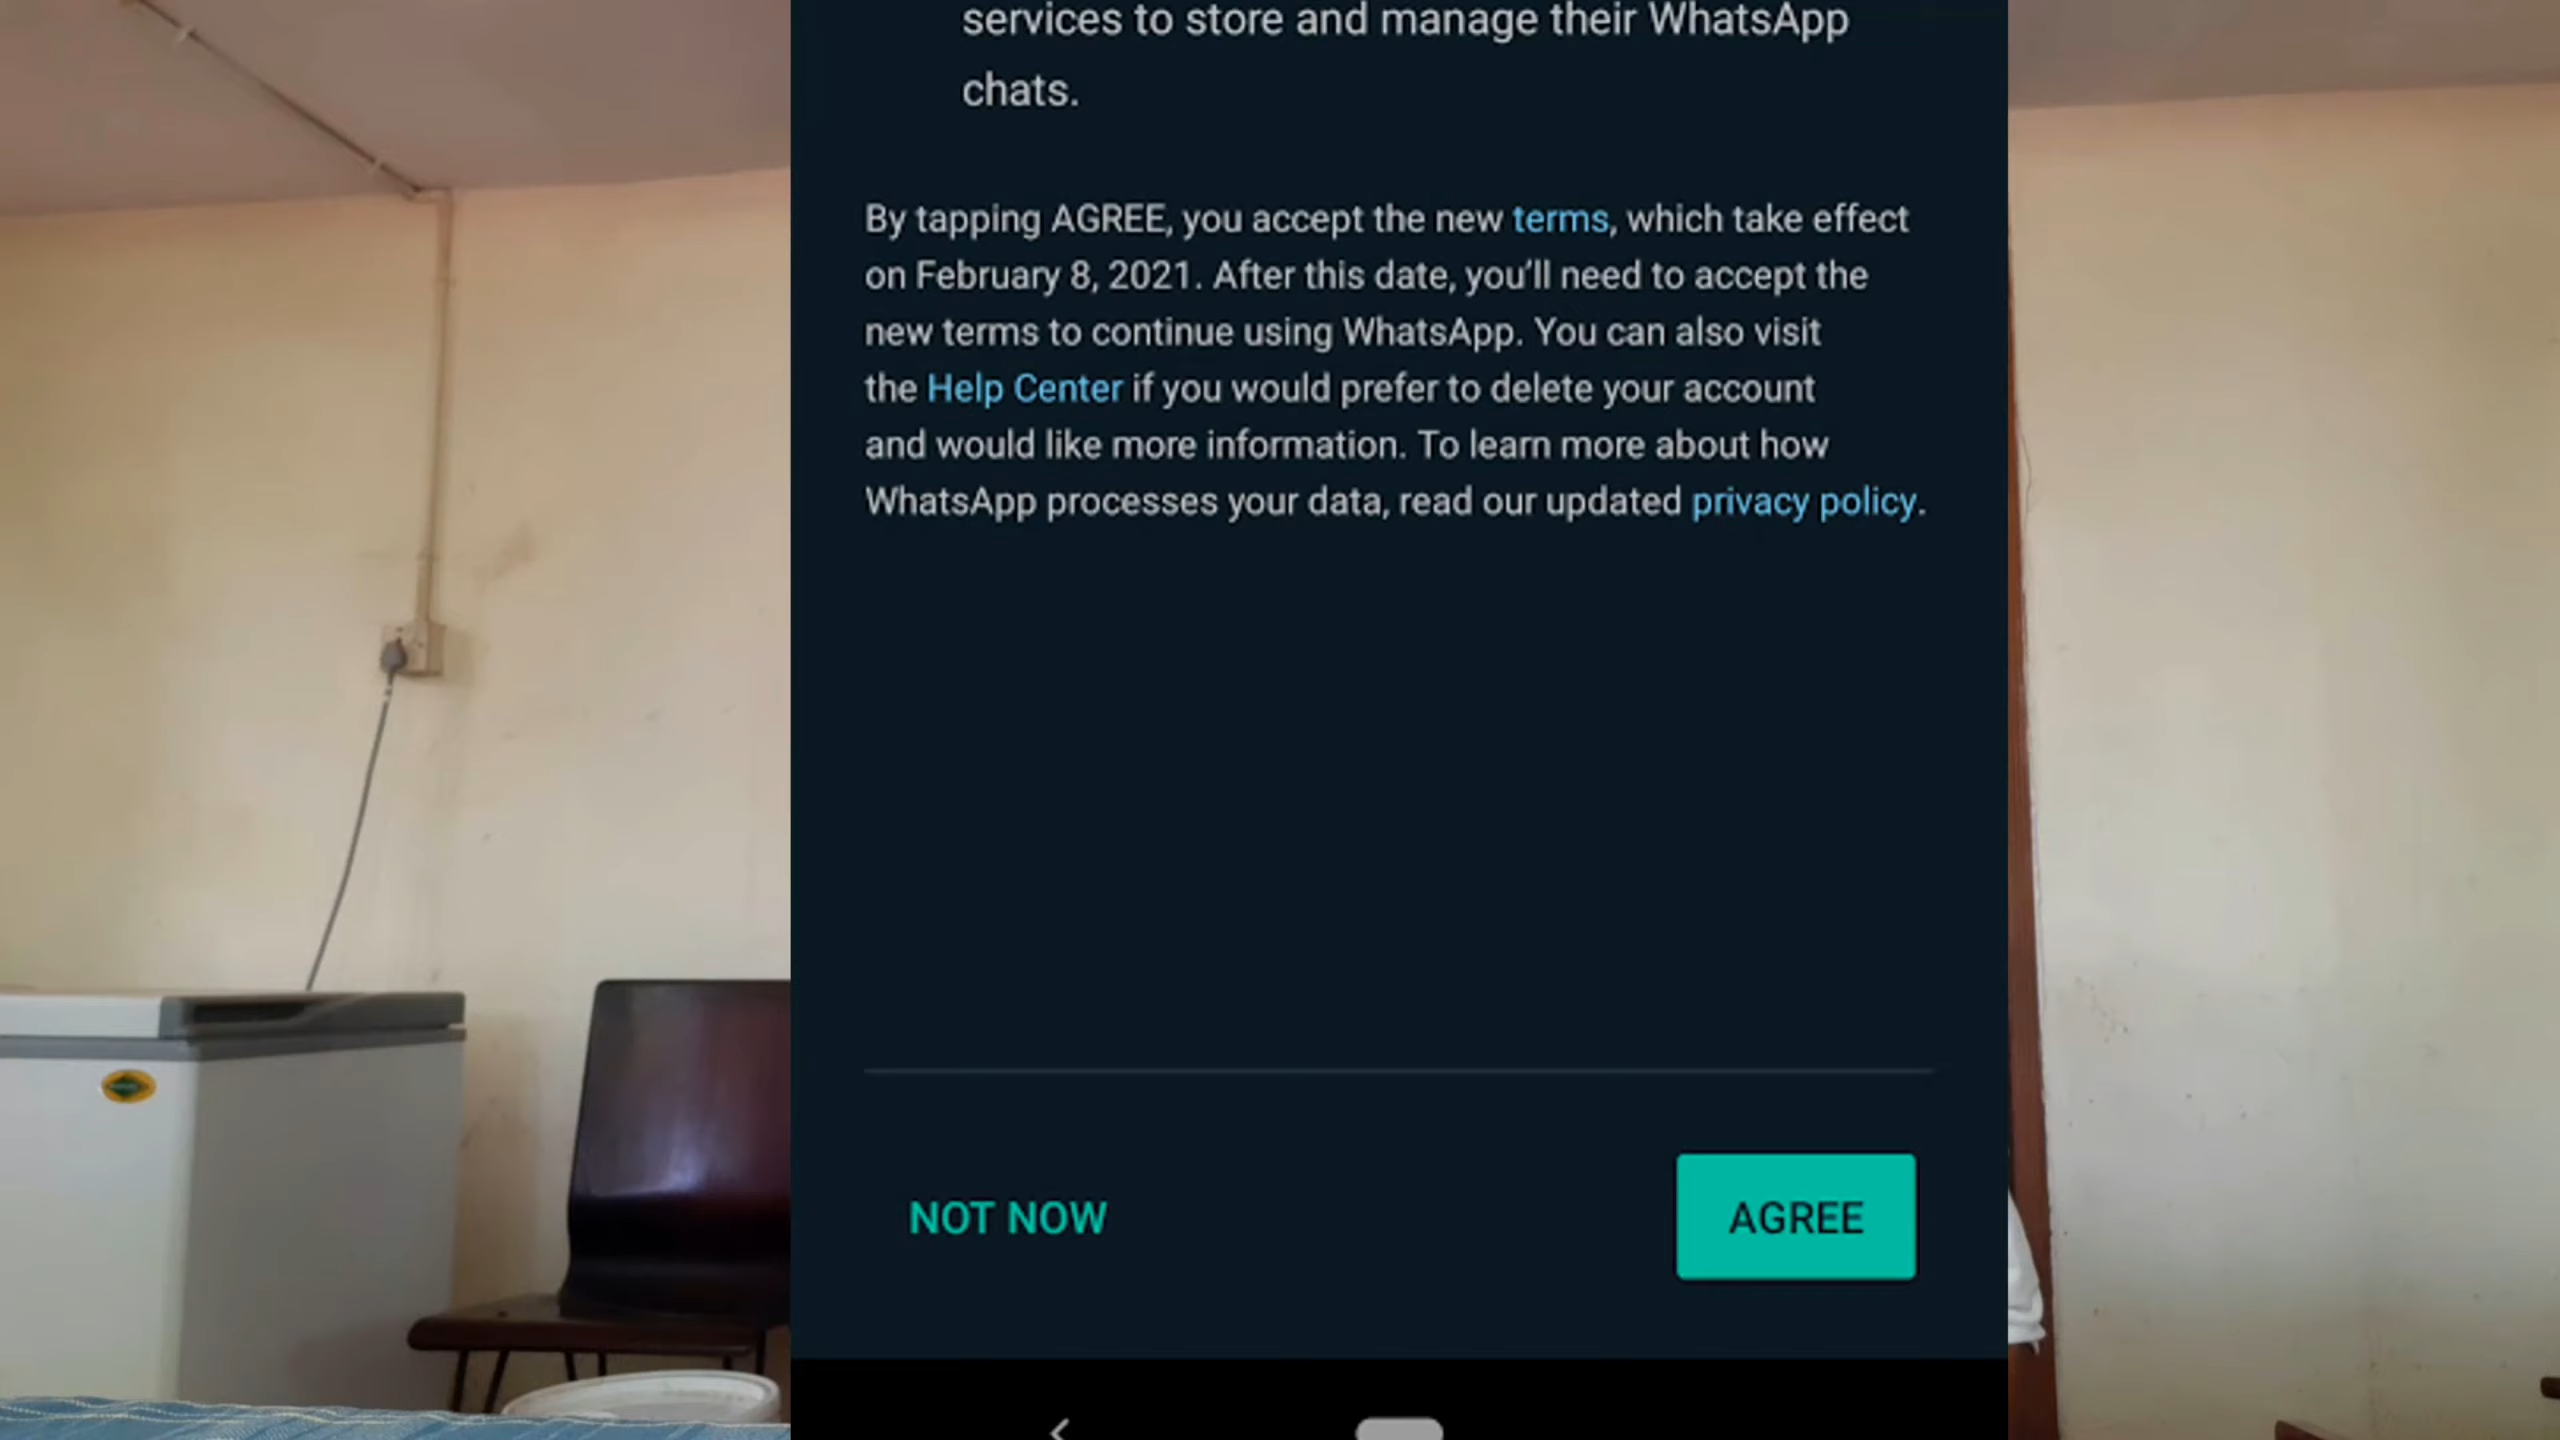 services to store and manage their WhatsApp
chats.
By tapping AGREE, you accept the new terms, which take effect
on February 8, 2021. After this date, you'll need to accept the
new terms to continue using WhatsApp. You can also visit
the Help Center if you would prefer to delete your account
and would like more information. To learn more about how
WhatsApp processes your data, read our updated privacy policy.
NOT NOW
AGREE